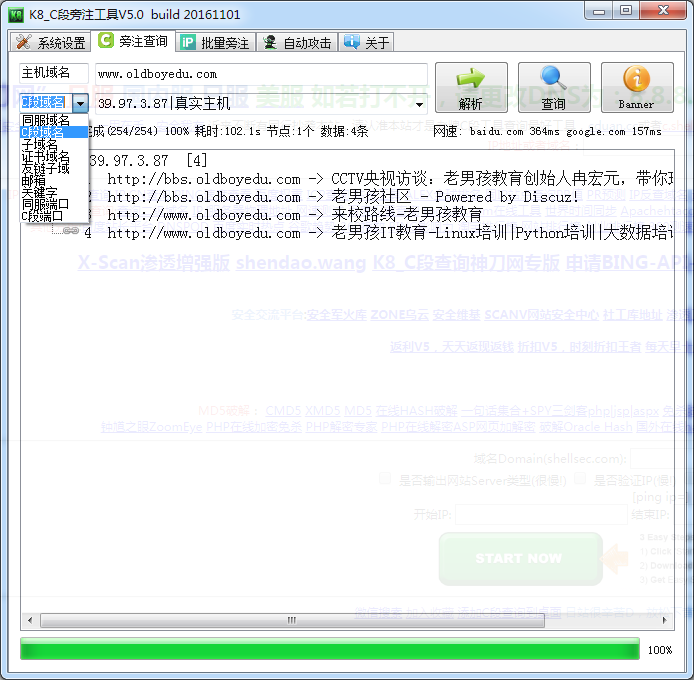 K8_C段旁注工具V5.0 build 20161101
系统设置 旁注查询 批量旁注 自动攻击 关于
主机域名 www.oldboyedu.com
解析 查询 Banner
C段域名 39.97.3.87|真实主机
同服域名
C段域名
子域名
证书域名
友链子域
邮箱
关键字
同服端口
C段端口
成(254/254) 100% 耗时:102.1s 节点:1个 数据:4条 网速: baidu.com 364ms google.com 157ms
39.97.3.87 [4]
http://bbs.oldboyedu.com -> CCTV央视访谈: 老男孩教育创始人冉宏元，带你
2 http://bbs.oldboyedu.com -> 老男孩社区 - Powered by Discuz!
3 http://www.oldboyedu.com -> 来校路线-老男孩教育
4 http://www.oldboyedu.com -> 老男孩IT教育-Linux培训|Python培训|大数据培训
X-Scan渗透增强版 shendao.wang K8_C段查询神刀网专版 申请BING-API
安全交流平台:安全军火库 ZONE乌云 安全维基 SCANV网站安全中心 社工库地址
返利V5，天天返现返钱 折扣V5，时刻折扣王者
MD5破解： CMD5 XMD5 MD5 在线HASH破解 一句话集合+SPY三剑客php|jsp|aspx
钟馗之眼ZoomEye PHP在线加密免杀 PHP解密专家 PHP在线解密ASP网页加解密 破解Oracle Hash
域名Domain(shellsec.com):
是否输出网站Server类型(很慢!) 是否验证IP(慢
[ping ip=
开始IP: 结束IP:
START NOW
3 Easy
1) Click
2) Down
3) Get
100%